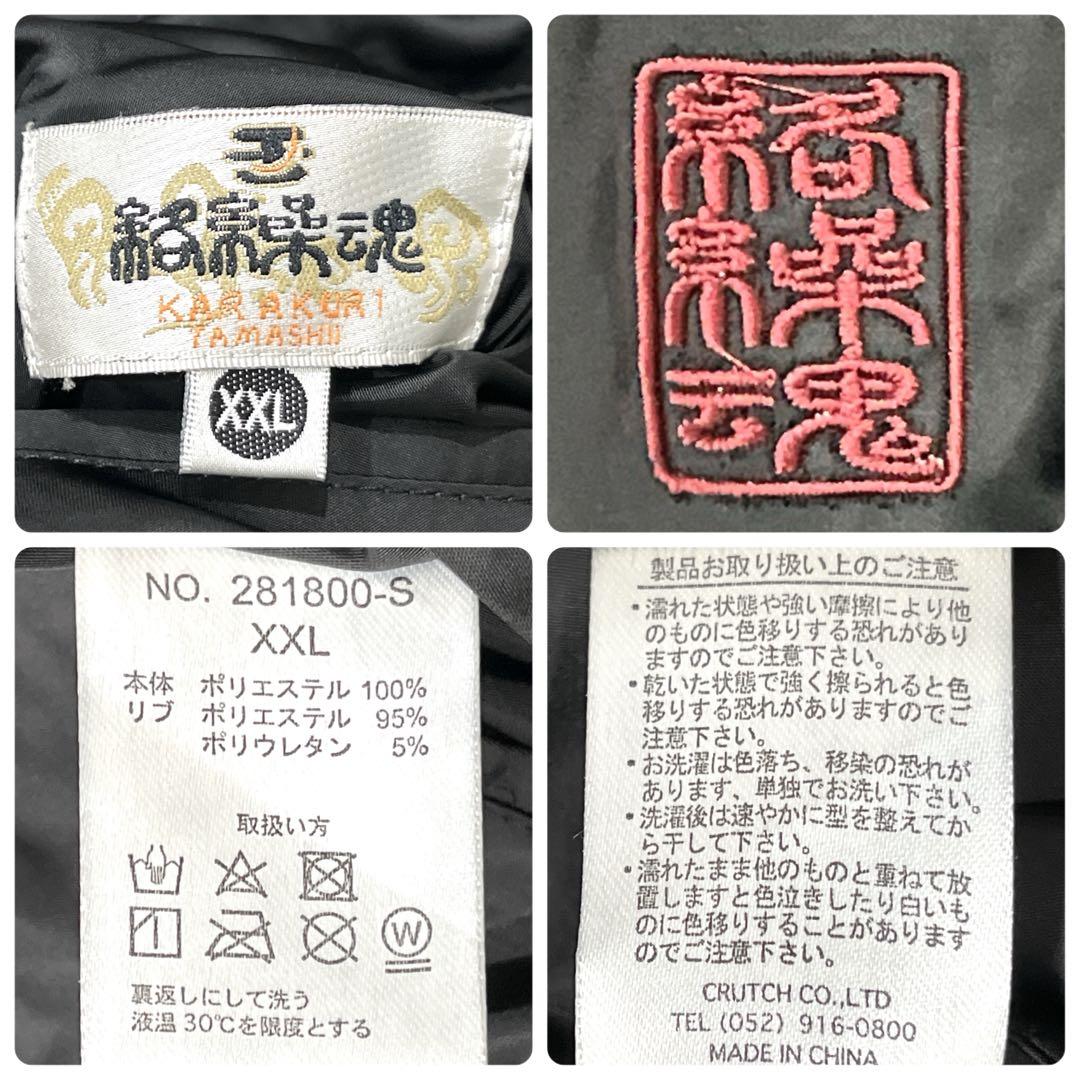 絡繰魂
KARAKURI
TAMASHII
XXL
絡
繰
魂
NO. 281800-S
XXL
本体 ポリエステル 100%
リブ ポリエステル 95%
ポリウレタン 5%
取扱い方
W
裏返しにして洗う
液温30℃を限度とする
製品お取り扱い上のご注意
・濡れた状態や強い摩擦により他
のものに色移りする恐れがあり
ますのでご注意下さい。
・乾いた状態で強く擦られると色
移りする恐れがありますのでご
注意下さい。
・お洗濯は色落ち、移染の恐れが
あります、単独でお洗い下さい。
・洗濯後は速やかに型を整えてか
ら干して下さい。
・濡れたまま他のものと重ねて放
置しますと色泣きしたり白いも
のに色移りすることがあります
のでご注意下さい。
CRUTCH CO.,LTD
TEL (052) 916-0800
MADE IN CHINA